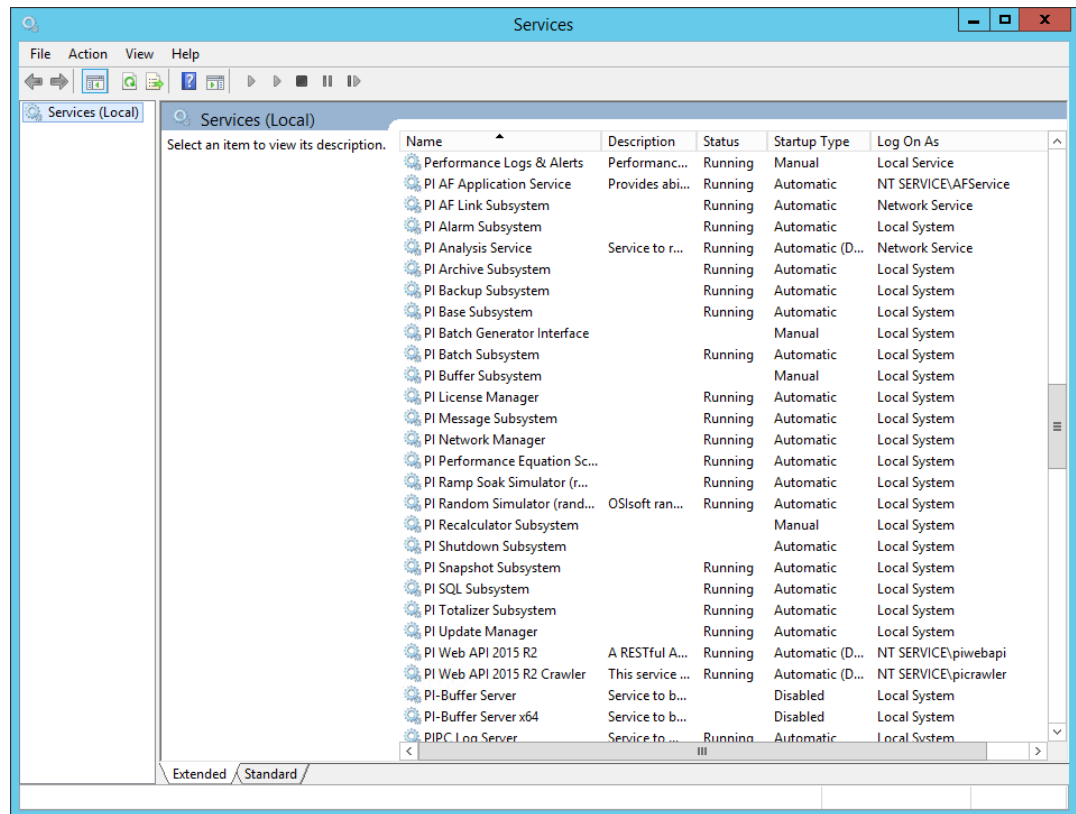 Services
File Action View Help
Services (Local)
Services (Local)
Select an item to view its description.
Name Description Status Startup Type Log On As
Performance Logs & Alerts Performanc... Running Manual Local Service
PI AF Application Service Provides abi... Running Automatic NT SERVICE\AFService
PI AF Link Subsystem Running Automatic Network Service
PI Alarm Subsystem Running Automatic Local System
PI Analysis Service Service to r... Running Automatic (D... Network Service
PI Archive Subsystem Running Automatic Local System
PI Backup Subsystem Running Automatic Local System
PI Base Subsystem Running Automatic Local System
PI Batch Generator Interface Manual Local System
PI Batch Subsystem Running Automatic Local System
PI Buffer Subsystem Manual Local System
PI License Manager Running Automatic Local System
PI Message Subsystem Running Automatic Local System
PI Network Manager Running Automatic Local System
PI Performance Equation Sc... Running Automatic Local System
PI Ramp Soak Simulator (r... Running Automatic Local System
PI Random Simulator (rand... OSIsoft ran... Running Automatic Local System
PI Recalculator Subsystem Manual Local System
PI Shutdown Subsystem Automatic Local System
PI Snapshot Subsystem Running Automatic Local System
PI SQL Subsystem Running Automatic Local System
PI Totalizer Subsystem Running Automatic Local System
PI Update Manager Running Automatic Local System
PI Web API 2015 R2 A RESTful A... Running Automatic (D... NT SERVICE\piwebapi
PI Web API 2015 R2 Crawler This service ... Running Automatic (D... NT SERVICE\picrawler
PI-Buffer Server Service to b... Disabled Local System
PI-Buffer Server x64 Service to b... Disabled Local System
PIPC Log Server Service to ... Running Automatic Local System
Extended Standard